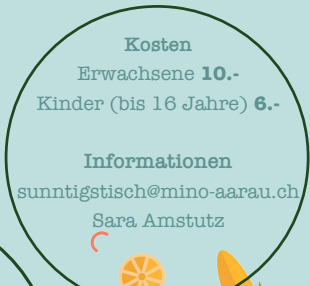 Kosten
Erwachsene 10.-
Kinder (bis 16 Jahre) 6.-
Informationen
sunntigstisch@mino-aarau.ch
Sara Amstutz